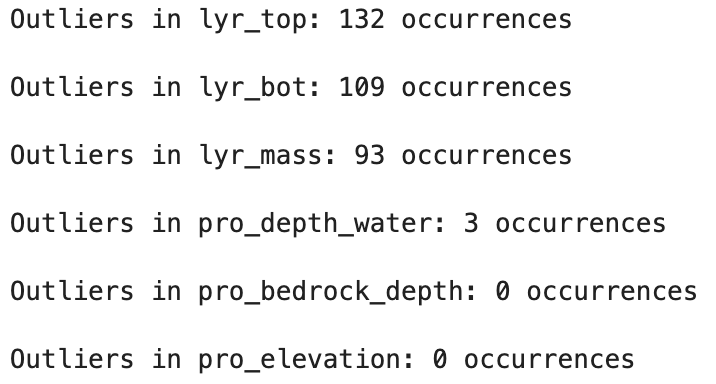 Outliers in lyr_top: 132 occurrences
Outliers in lyr_bot: 109 occurrences
Outliers in lyr_mass: 93 occurrences
Outliers in pro_depth_water: 3 occurrences
Outliers in pro_bedrock_depth: 0 occurrences
Outliers in pro_elevation: 0 occurrences